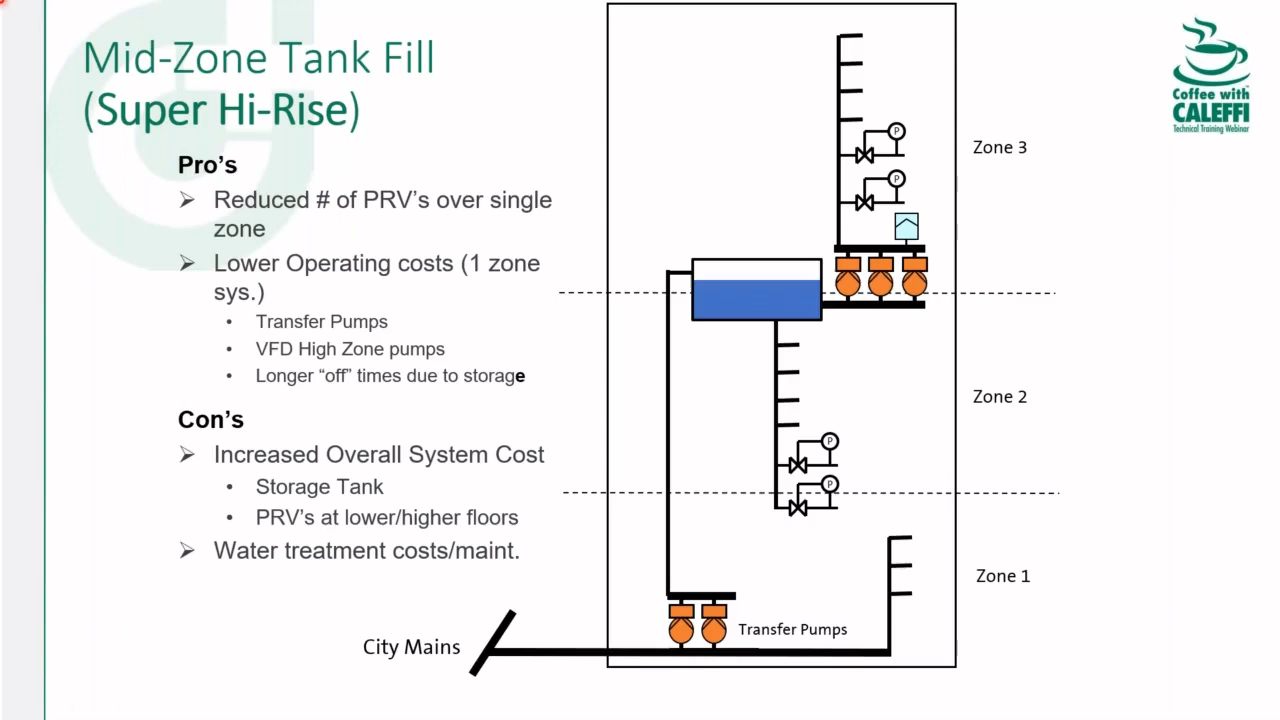 Mid-Zone Tank Fill
(Super Hi-Rise)
Pro’s
➢ Reduced # of PRV’s over single
zone
➢ Lower Operating costs (1 zone
sys.)
• Transfer Pumps
• VFD High Zone pumps
• Longer “off” times due to storage
Con’s
➢ Increased Overall System Cost
• Storage Tank
• PRV’s at lower/higher floors
➢ Water treatment costs/maint.
City Mains
Transfer Pumps
P
P
P
P
Zone 3
Zone 2
Zone 1
Coffee with
CALEFFI
Technical Training Webinar